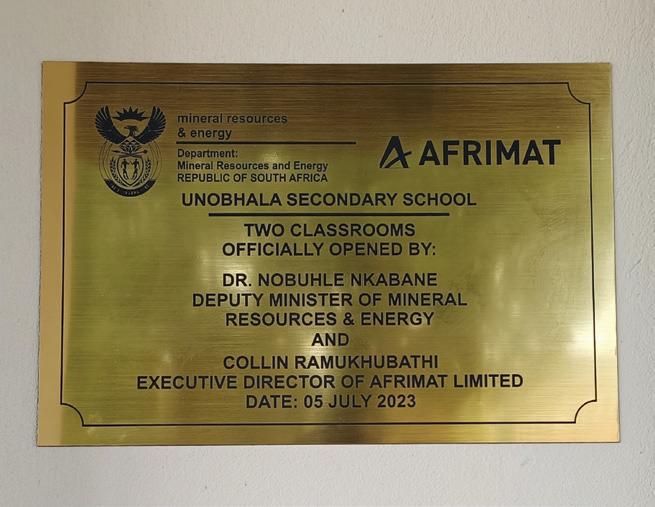 mineral resources
& energy
Department:
Mineral Resources and Energy
REPUBLIC OF SOUTH AFRICA
AFRIMAT
UNOBHALA SECONDARY SCHOOL
TWO CLASSROOMS
OFFICIALLY OPENED BY:
DR. NOBUHLE NKABANE
DEPUTY MINISTER OF MINERAL
RESOURCES & ENERGY
AND
COLLIN RAMUKHUBATHI
EXECUTIVE DIRECTOR OF AFRIMAT LIMITED
DATE: 05 JULY 2023